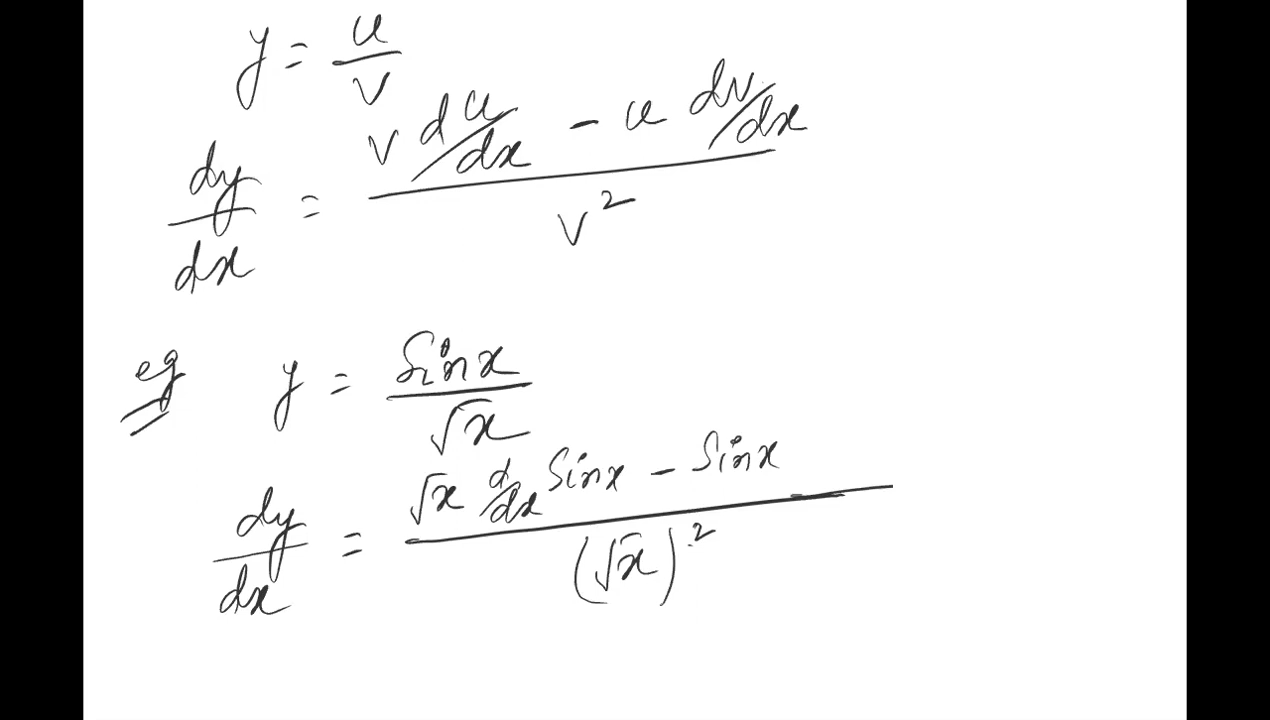 y = u/v
dy/dx = (v du/dx - u dv/dx)/v²
eg y = Sinx/√x
dy/dx = (√x d/dx Sinx - Sinx)/(√x)²